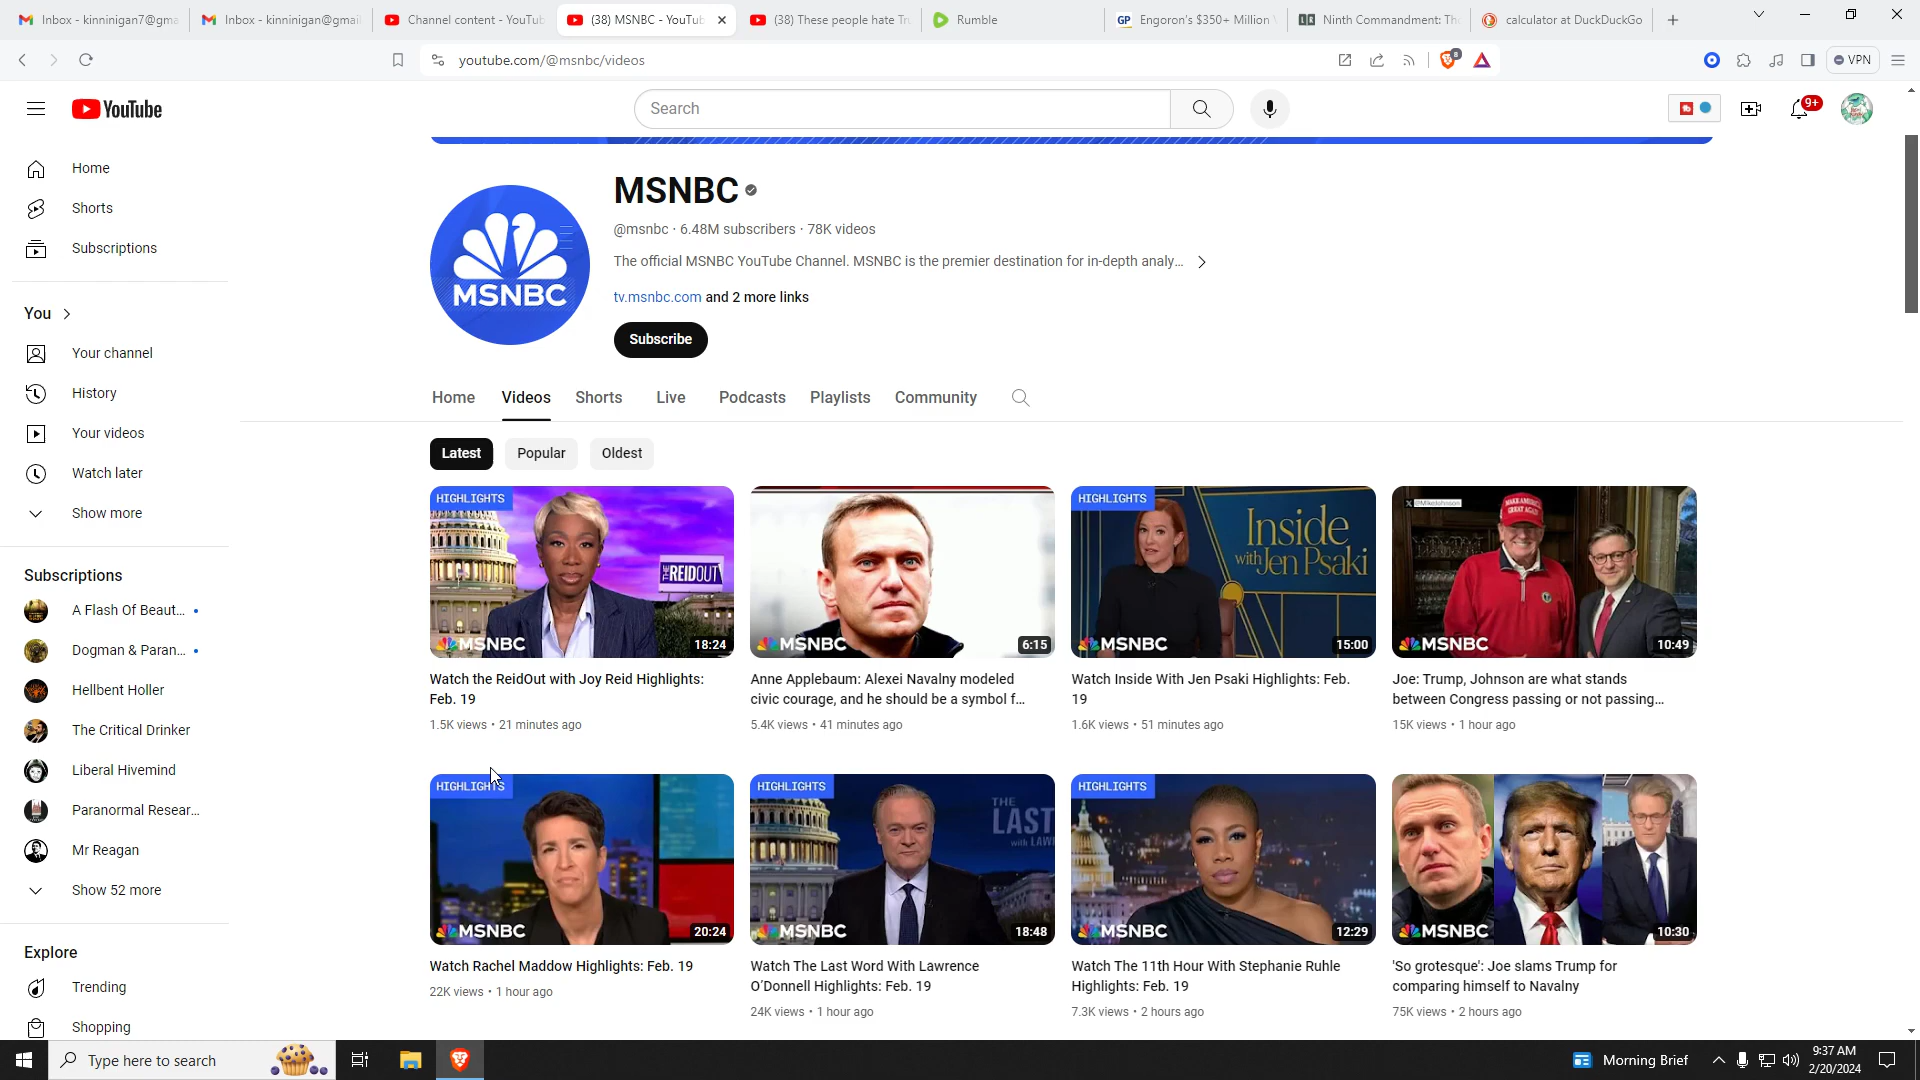 Inbox - kinninigan7@gma
Inbox - kinninigan@gmai
Channel content - YouTub
(38) MSNBC - YouTub
(38) These people hate Tr
Rumble
GP Engoron's $350+ Million
LR Ninth Commandment: Th
calculator at DuckDuckGo
youtube.com/@msnbc/videos
8
VPN
YouTube
Search
9+
Home
Shorts
Subscriptions
You
Your channel
History
Your videos
Watch later
Show more
Subscriptions
A Flash Of Beaut...
Dogman & Paran...
Hellbent Holler
The Critical Drinker
Liberal Hivemind
Paranormal Resear...
Mr Reagan
Show 52 more
Explore
Trending
Shopping
MSNBC
MSNBC
@msnbc · 6.48M subscribers · 78K videos
The official MSNBC YouTube Channel. MSNBC is the premier destination for in-depth analy...
tv.msnbc.com and 2 more links
Subscribe
Home Videos Shorts Live Podcasts Playlists Community
Latest Popular Oldest
HIGHLIGHTS
THE REIDOUT
MSNBC
18:24
Watch the ReidOut with Joy Reid Highlights:
Feb. 19
1.5K views • 21 minutes ago
MSNBC
6:15
Anne Applebaum: Alexei Navalny modeled
civic courage, and he should be a symbol f...
5.4K views • 41 minutes ago
HIGHLIGHTS
Inside
with Jen Psaki
MSNBC
15:00
Watch Inside With Jen Psaki Highlights: Feb.
19
1.6K views • 51 minutes ago
MAKE AMERICA
GREAT AGAIN
MSNBC
10:49
Joe: Trump, Johnson are what stands
between Congress passing or not passing...
15K views • 1 hour ago
HIGHLIGHTS
MSNBC
20:24
Watch Rachel Maddow Highlights: Feb. 19
22K views • 1 hour ago
HIGHLIGHTS
THE
LAST
with LAW
MSNBC
18:48
Watch The Last Word With Lawrence
O'Donnell Highlights: Feb. 19
24K views • 1 hour ago
HIGHLIGHTS
MSNBC
12:29
Watch The 11th Hour With Stephanie Ruhle
Highlights: Feb. 19
7.3K views • 2 hours ago
MSNBC
10:30
'So grotesque': Joe slams Trump for
comparing himself to Navalny
75K views • 2 hours ago
Type here to search
Morning Brief
9:37 AM
2/20/2024